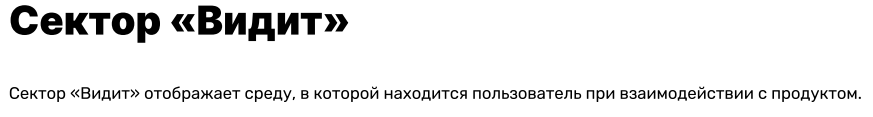 Сектор «Видит»
Сектор «Видит» отображает среду, в которой находится пользователь при взаимодействии с продуктом.